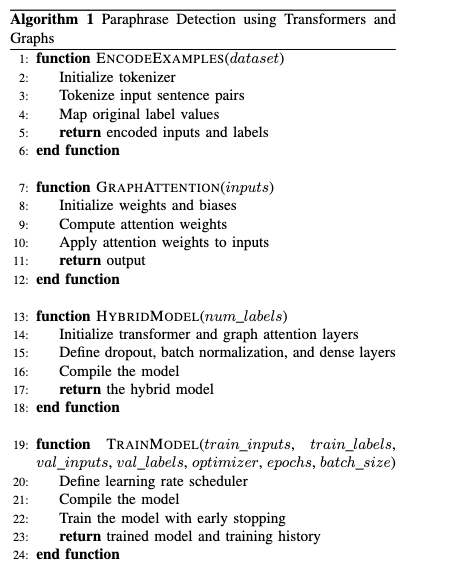 Algorithm 1 Paraphrase Detection using Transformers and
Graphs
1: function ENCODEEXAMPLES(dataset)
2: Initialize tokenizer
3: Tokenize input sentence pairs
4: Map original label values
5: return encoded inputs and labels
6: end function
7: function GRAPHATTENTION(inputs)
8: Initialize weights and biases
9: Compute attention weights
10: Apply attention weights to inputs
11: return output
12: end function
13: function HYBRIDMODEL(num_labels)
14: Initialize transformer and graph attention layers
15: Define dropout, batch normalization, and dense layers
16: Compile the model
17: return the hybrid model
18: end function
19: function TRAINMODEL(train_inputs, train_labels,
val_inputs, val_labels, optimizer, epochs, batch_size)
20: Define learning rate scheduler
21: Compile the model
22: Train the model with early stopping
23: return trained model and training history
24: end function